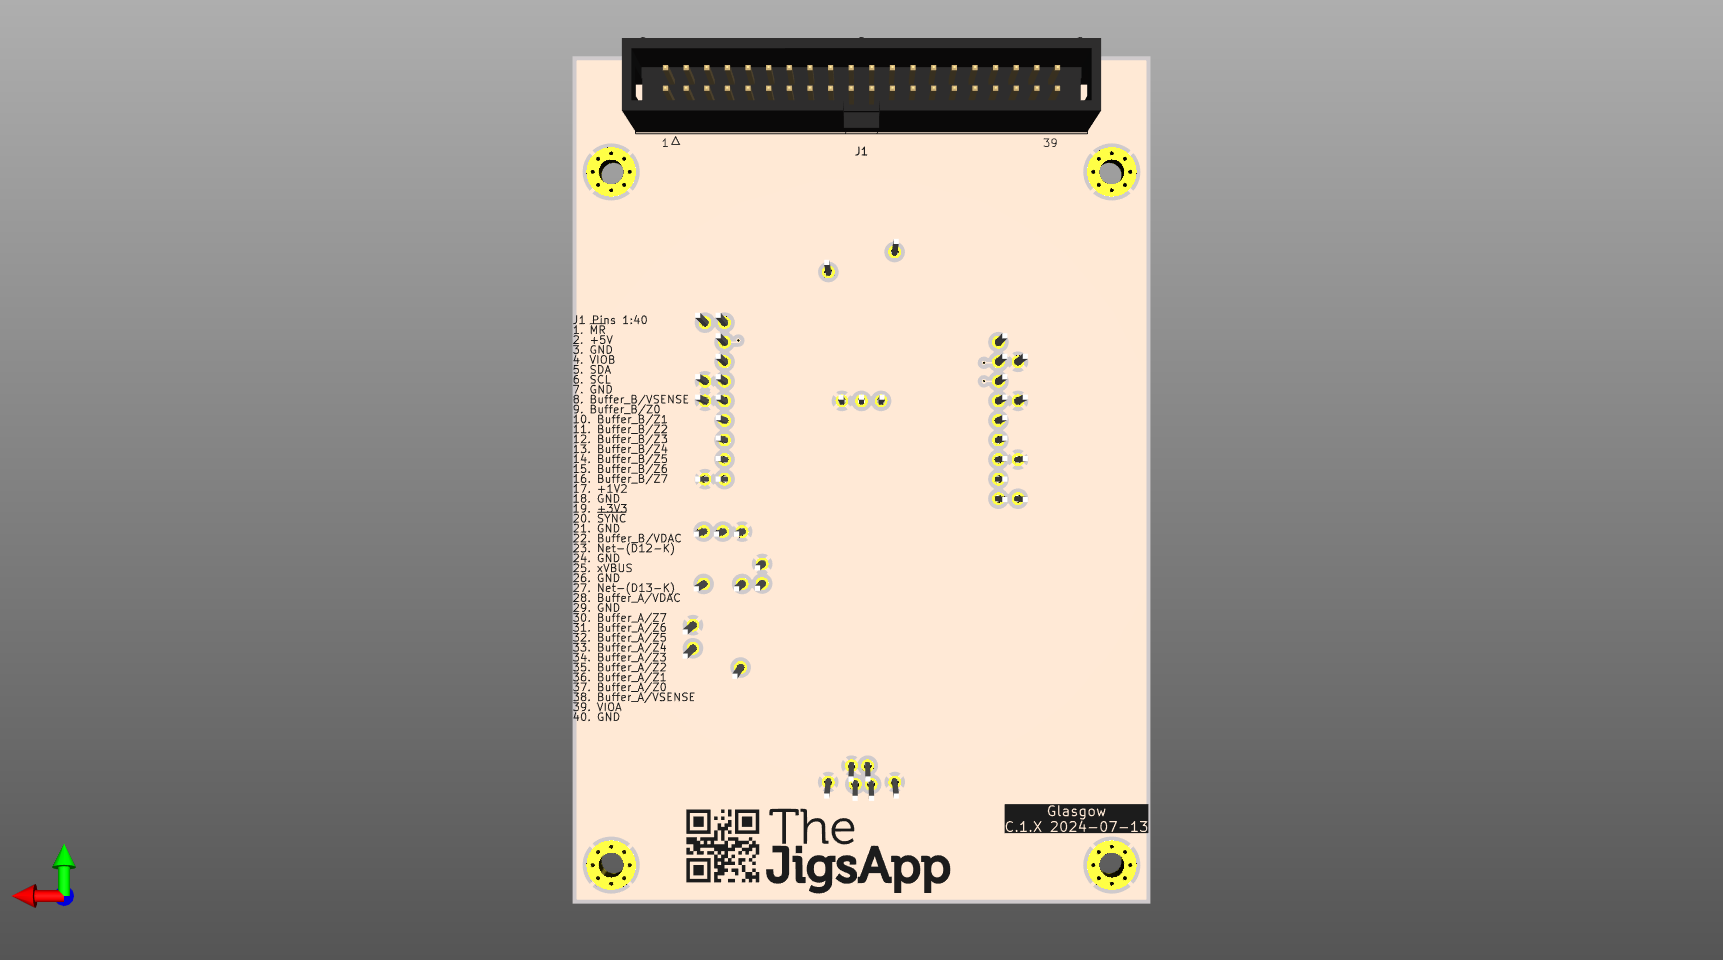 1 39
J1
J1 Pins 1:40
1. MR
2. +5V
3. GND
4. VIOB
5. SDA
6. SCL
7. GND
8. Buffer_B/VSENSE
9. Buffer_B/Z0
10. Buffer_B/Z1
11. Buffer_B/Z2
12. Buffer_B/Z3
13. Buffer_B/Z4
14. Buffer_B/Z5
15. Buffer_B/Z6
16. Buffer_B/Z7
17. +1V2
18. GND
19. +3V3
20. SYNC
21. GND
22. Buffer_B/VDAC
23. Net-(D12-K)
24. GND
25. xVBUS
26. GND
27. Net-(D13-K)
28. Buffer_A/VDAC
29. GND
30. Buffer_A/Z7
31. Buffer_A/Z6
32. Buffer_A/Z5
33. Buffer_A/Z4
34. Buffer_A/Z3
35. Buffer_A/Z2
36. Buffer_A/Z1
37. Buffer_A/Z0
38. Buffer_A/VSENSE
39. VIOA
40. GND
Glasgow
C.1.X 2024-07-13
The
JigsApp